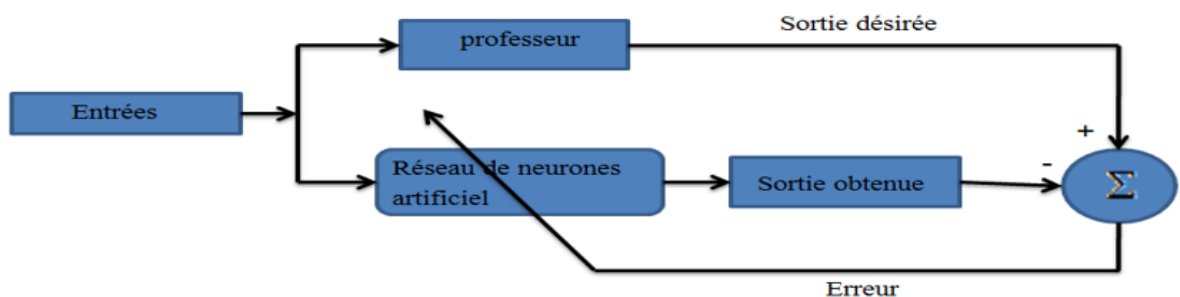 Sortie désirée
professeur
Entrées
+
-
Réseau de neurones
artificiel
Sortie obtenue
Σ
Erreur